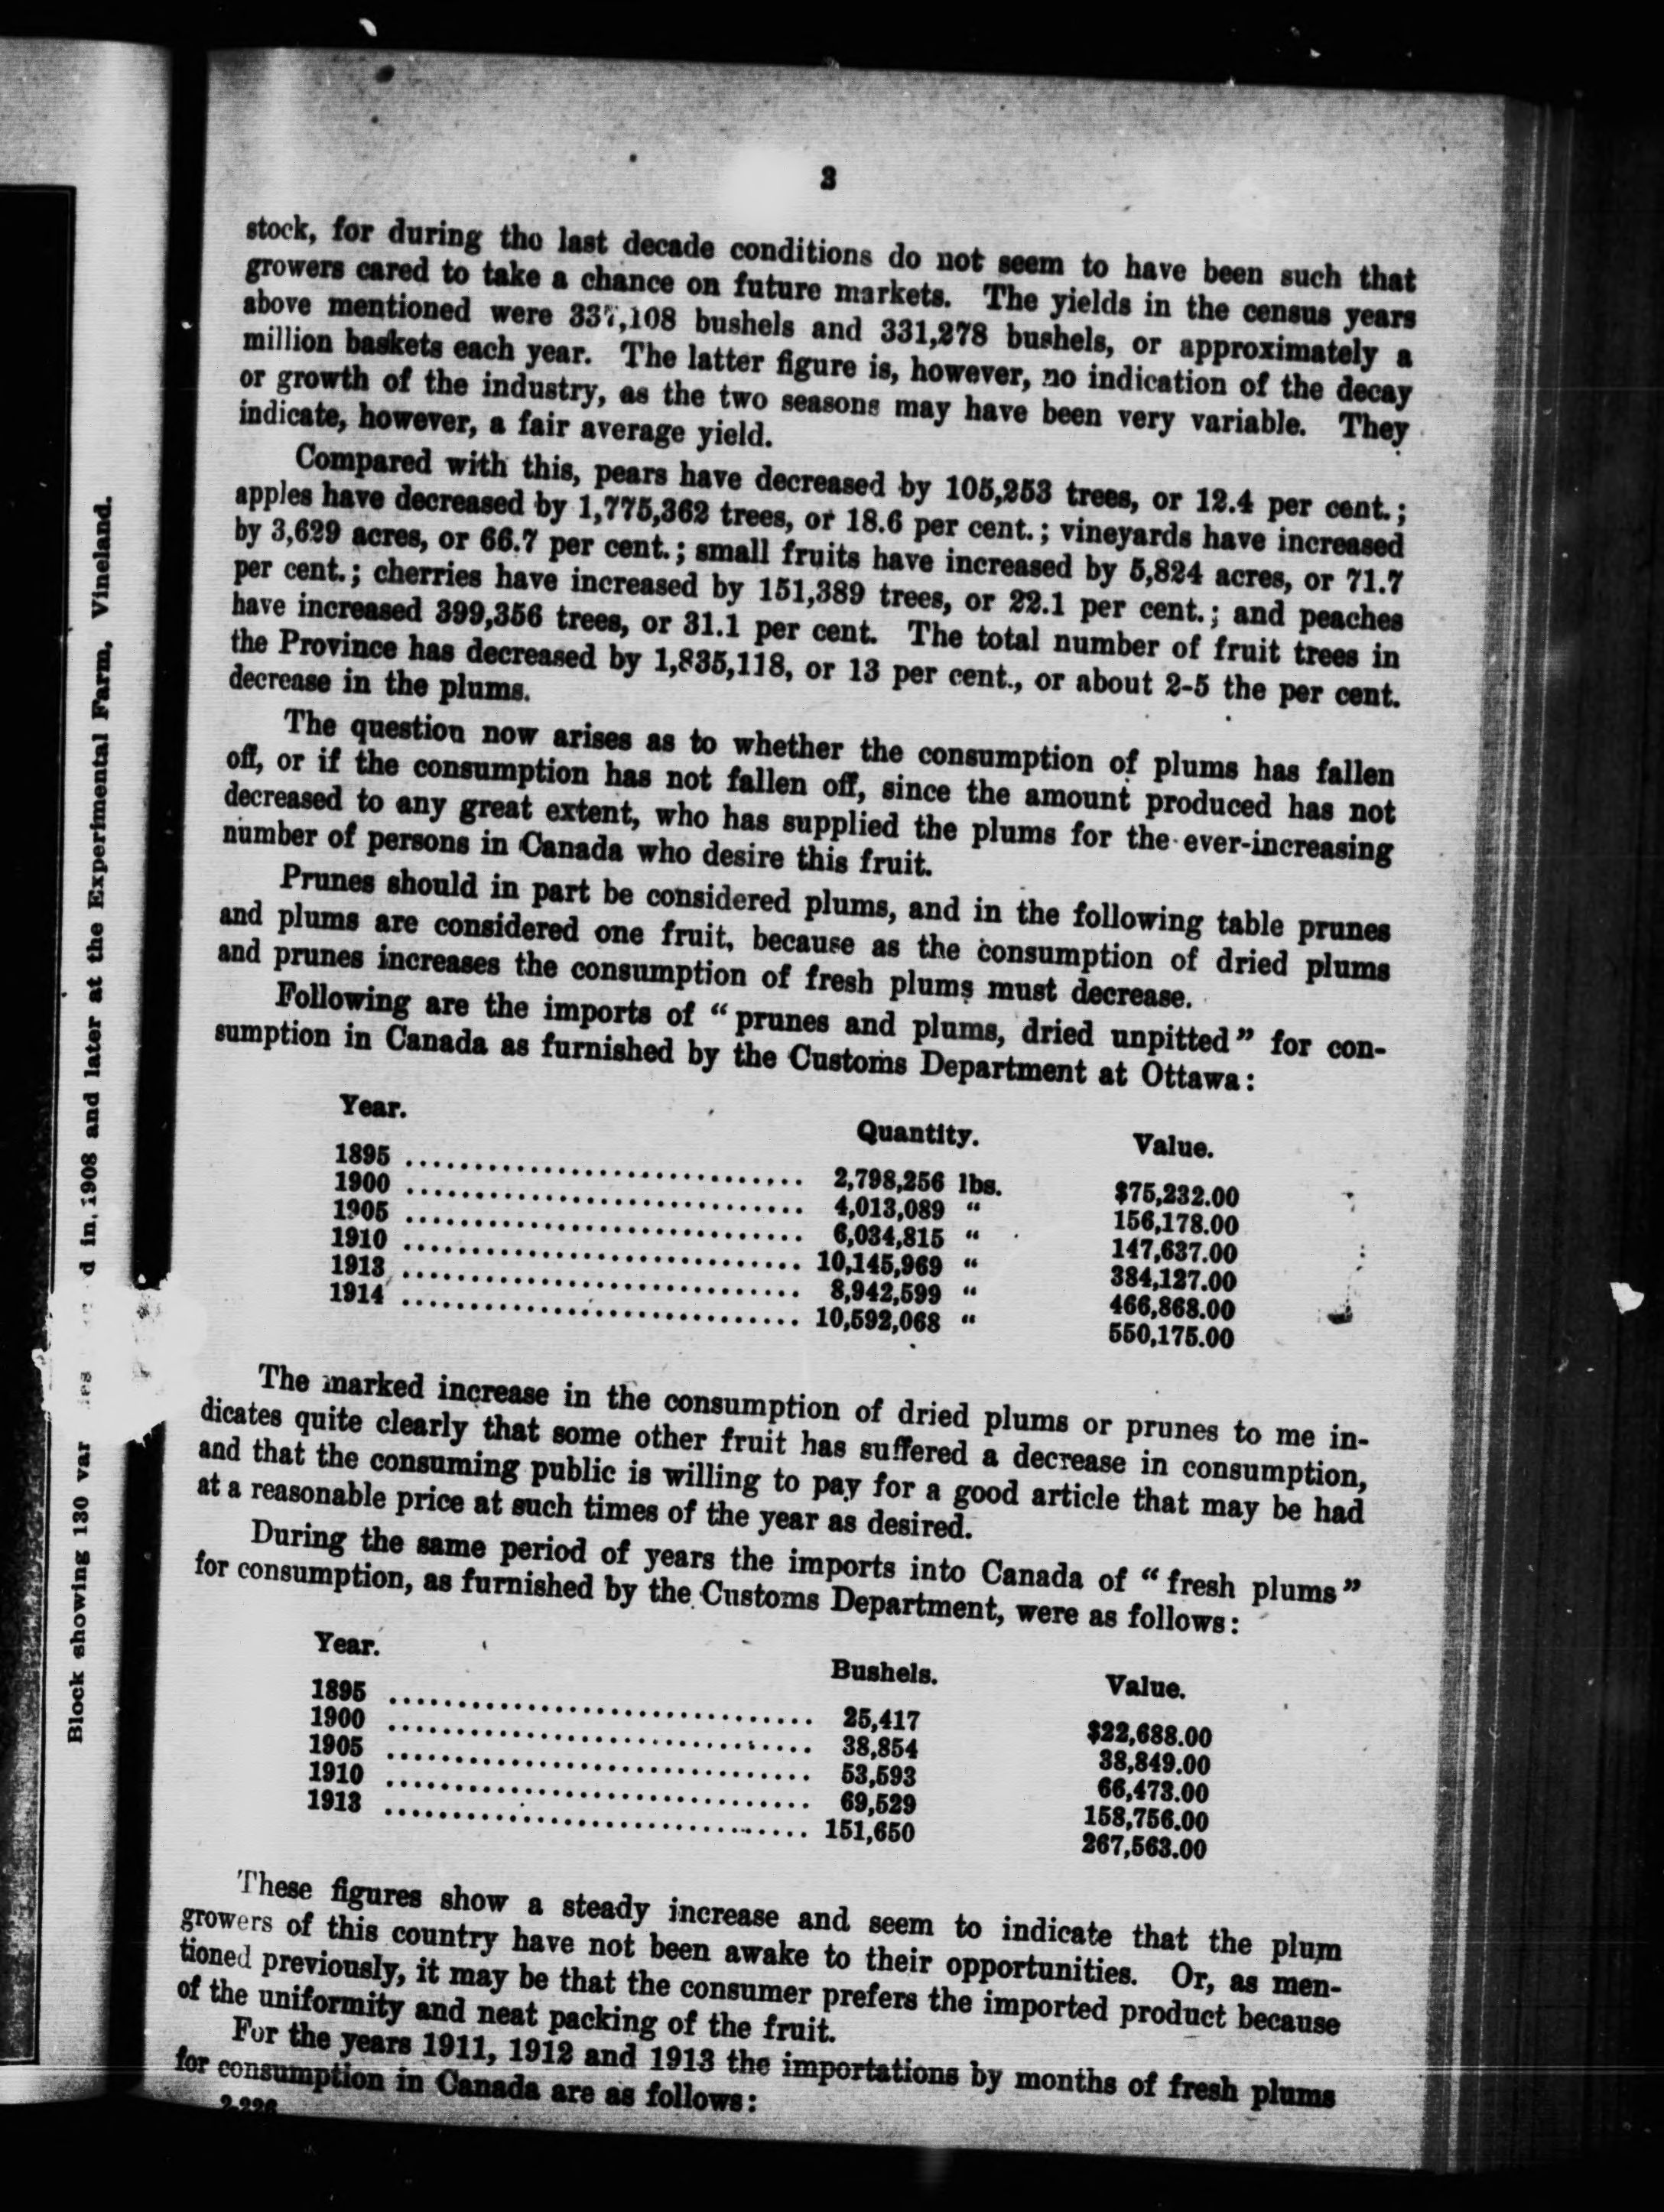 3
stock, for during the last decade conditions do not seem to have been such that
growers cared to take a chance on future markets. The yields in the census years
above mentioned were 337,108 bushels and 331,278 bushels, or approximately a
million baskets each year. The latter figure is, however, no indication of the decay
or growth of the industry, as the two seasons may have been very variable. They
indicate, however, a fair average yield.
Compared with this, pears have decreased by 105,253 trees, or 12.4 per cent.;
apples have decreased by 1,775,362 trees, or 18.6 per cent.; vineyards have increased
by 3,629 acres, or 66.7 per cent.; small fruits have increased by 5,824 acres, or 71.7
per cent.; cherries have increased by 151,389 trees, or 22.1 per cent.; and peaches
have increased 399,356 trees, or 31.1 per cent. The total number of fruit trees in
the Province has decreased by 1,835,118, or 13 per cent., or about 2-5 the per cent.
decrease in the plums.
The question now arises as to whether the consumption of plums has fallen
off, or if the consumption has not fallen off, since the amount produced has not
decreased to any great extent, who has supplied the plums for the ever-increasing
number of persons in Canada who desire this fruit.
Prunes should in part be considered plums, and in the following table prunes
and plums are considered one fruit, because as the consumption of dried plums
and prunes increases the consumption of fresh plums must decrease.
Following are the imports of “prunes and plums, dried unpitted” for con-
sumption in Canada as furnished by the Customs Department at Ottawa:
Year. Quantity. Value.
1895 .............................. 2,798,256 lbs. $75,232.00
1900 .............................. 4,013,089 “ 156,178.00
1905 .............................. 6,034,815 “ 147,637.00
1910 .............................. 10,145,969 “ 384,127.00
1913 .............................. 8,942,599 “ 466,868.00
1914 .............................. 10,592,068 “ 550,175.00
The marked increase in the consumption of dried plums or prunes to me in-
dicates quite clearly that some other fruit has suffered a decrease in consumption,
and that the consuming public is willing to pay for a good article that may be had
at a reasonable price at such times of the year as desired.
During the same period of years the imports into Canada of “fresh plums”
for consumption, as furnished by the Customs Department, were as follows:
Year. Bushels. Value.
1895 ................................ 25,417 $22,688.00
1900 ................................ 38,854 38,849.00
1905 ................................ 53,593 66,473.00
1910 ................................ 69,529 158,756.00
1913 ................................ 151,650 267,563.00
These figures show a steady increase and seem to indicate that the plum
growers of this country have not been awake to their opportunities. Or, as men-
tioned previously, it may be that the consumer prefers the imported product because
of the uniformity and neat packing of the fruit.
For the years 1911, 1912 and 1913 the importations by months of fresh plums
for consumption in Canada are as follows:
Block showing 130 var d in 1908 and later at the Experimental Farm, Vineland.